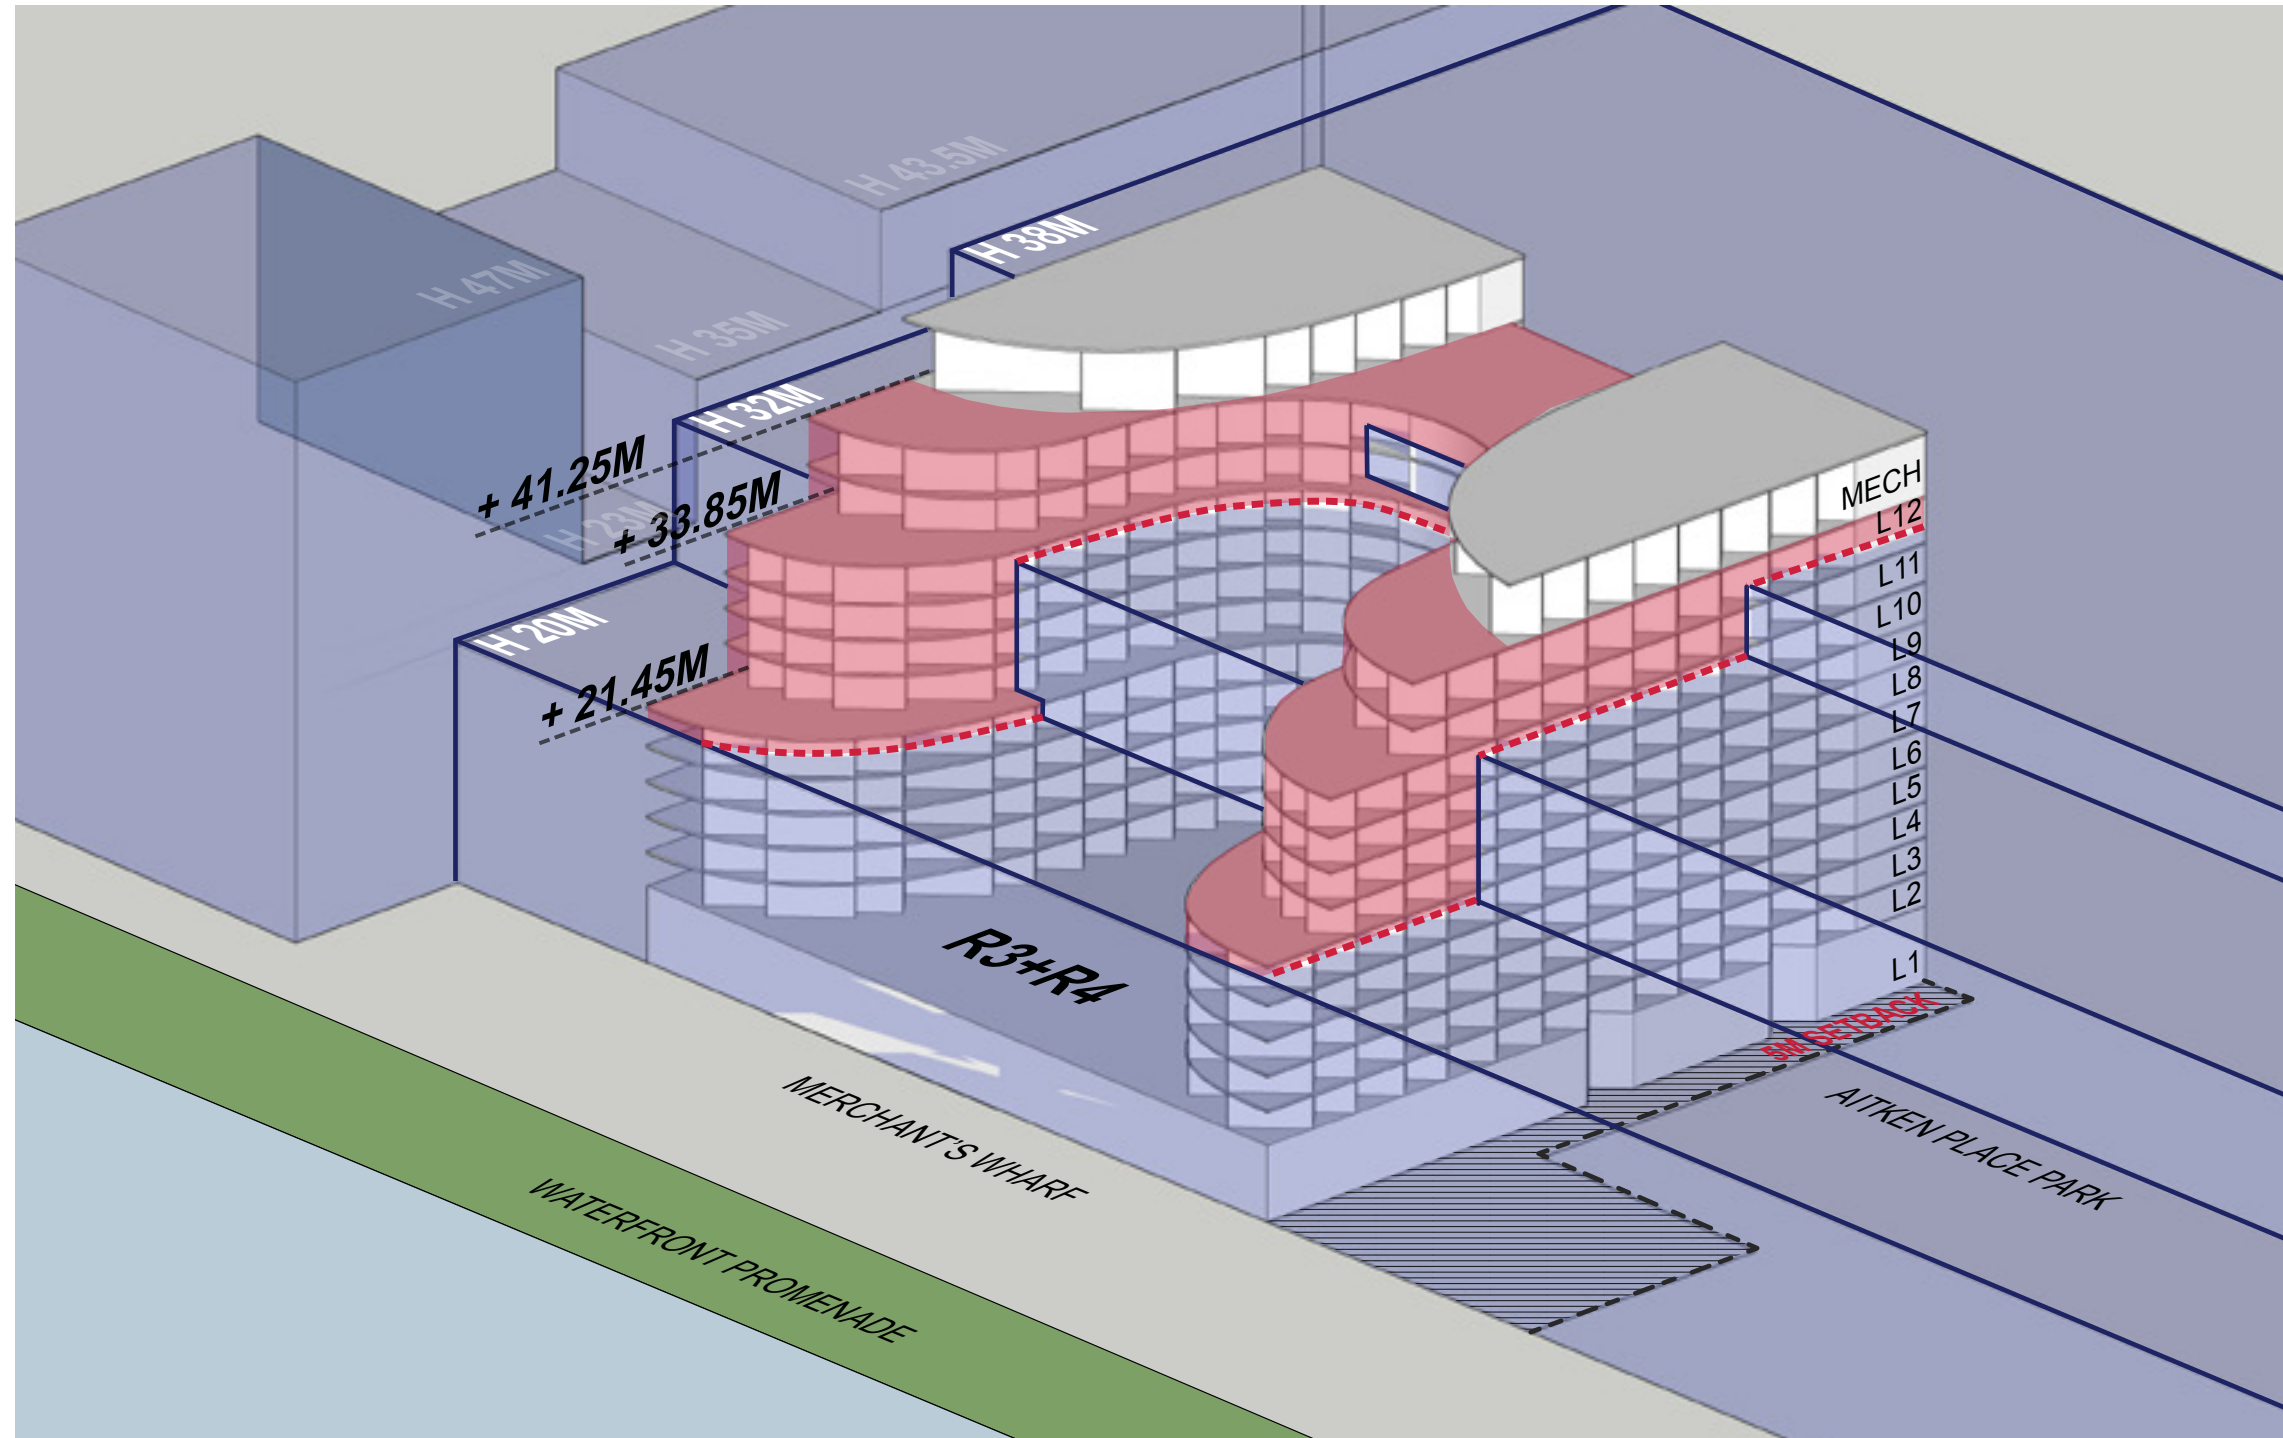 H 43.5M
H 38M
H 47M
H 35M
H 32M
+ 41.25M
+ 33.85M
H 23M
H 20M
+ 21.45M
MECH
L12
L11
L10
L9
L8
L7
L6
L5
L4
L3
L2
L1
R3+R4
5M SETBACK
MERCHANT'S WHARF
AITKEN PLACE PARK
WATERFRONT PROMENADE